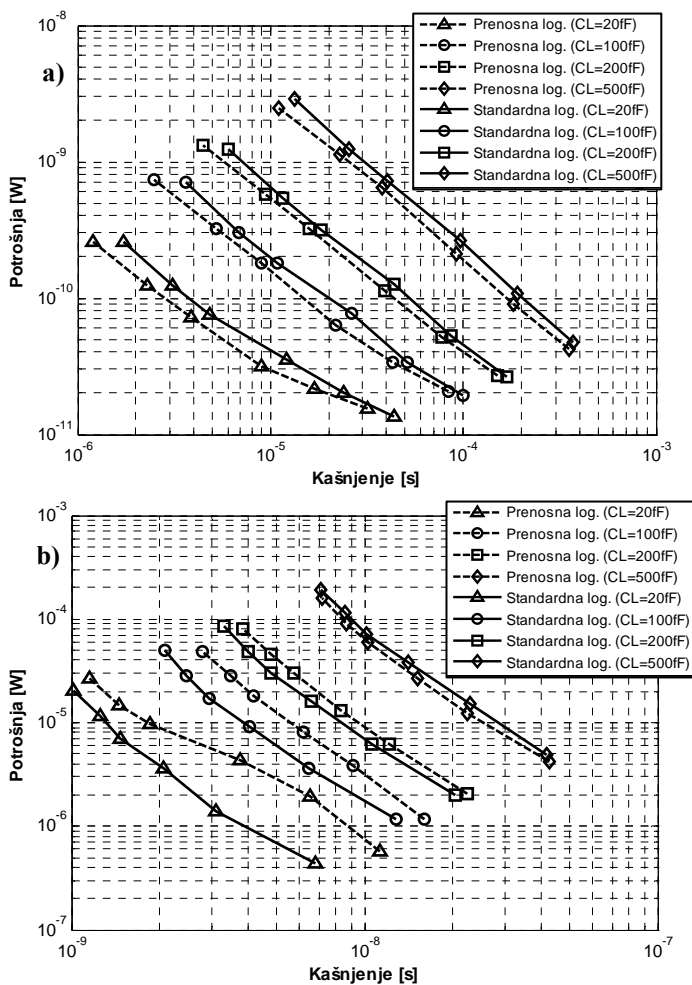 a)
Potrošnja [W]
10-8
10-9
10-10
10-11
Prenosna log. (CL=20fF)
Prenosna log. (CL=100fF)
Prenosna log. (CL=200fF)
Prenosna log. (CL=500fF)
Standardna log. (CL=20fF)
Standardna log. (CL=100fF)
Standardna log. (CL=200fF)
Standardna log. (CL=500fF)
10-6 10-5 10-4 10-3
Kašnjenje [s]
b)
Potrošnja [W]
10-3
10-4
10-5
10-6
10-7
Prenosna log. (CL=20fF)
Prenosna log. (CL=100fF)
Prenosna log. (CL=200fF)
Prenosna log. (CL=500fF)
Standardna log. (CL=20fF)
Standardna log. (CL=100fF)
Standardna log. (CL=200fF)
Standardna log. (CL=500fF)
10-9 10-8 10-7
Kašnjenje [s]